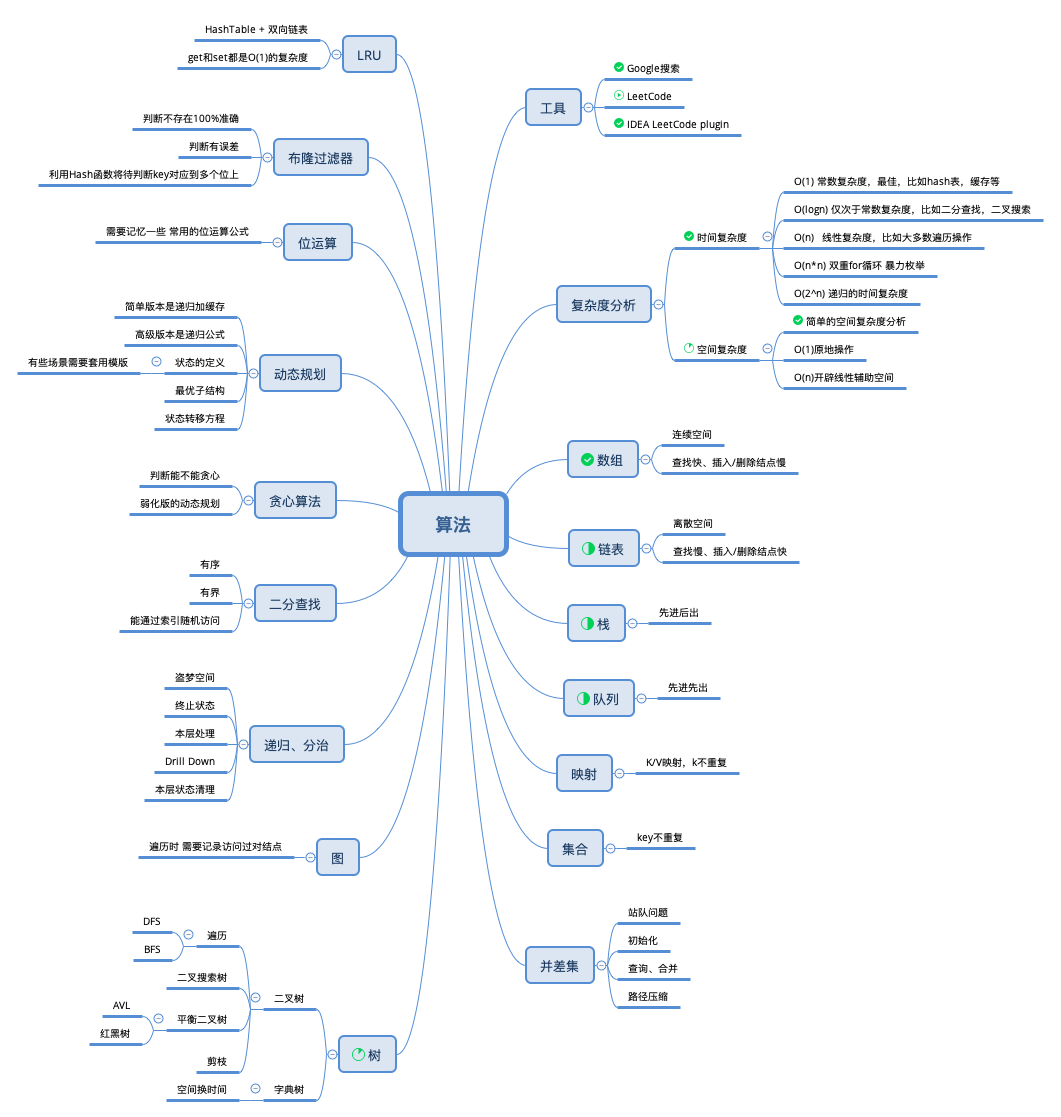 算法
工具
Google搜索
LeetCode
IDEA LeetCode plugin
复杂度分析
时间复杂度
O(1) 常数复杂度，最佳，比如hash表，缓存等
O(logn) 仅次于常数复杂度，比如二分查找，二叉搜索
O(n) 线性复杂度，比如大多数遍历操作
O(n*n) 双重for循环 暴力枚举
O(2^n) 递归的时间复杂度
空间复杂度
简单的空间复杂度分析
O(1)原地操作
O(n)开辟线性辅助空间
数组
连续空间
查找快、插入/删除结点慢
链表
离散空间
查找慢、插入/删除结点快
栈
先进后出
队列
先进先出
映射
K/V映射，k不重复
集合
key不重复
并差集
站队问题
初始化
查询、合并
路径压缩
LRU
HashTable + 双向链表
get和set都是O(1)的复杂度
布隆过滤器
判断不存在100%准确
判断有误差
利用Hash函数将待判断key对应到多个位上
位运算
需要记忆一些 常用的位运算公式
动态规划
简单版本是递归加缓存
高级版本是递归公式
状态的定义
有些场景需要套用模版
最优子结构
状态转移方程
贪心算法
判断能不能贪心
弱化版的动态规划
二分查找
有序
有界
能通过索引随机访问
递归、分治
盗梦空间
终止状态
本层处理
Drill Down
本层状态清理
图
遍历时 需要记录访问过对结点
树
二叉树
遍历
DFS
BFS
二叉搜索树
平衡二叉树
AVL
红黑树
剪枝
字典树
空间换时间